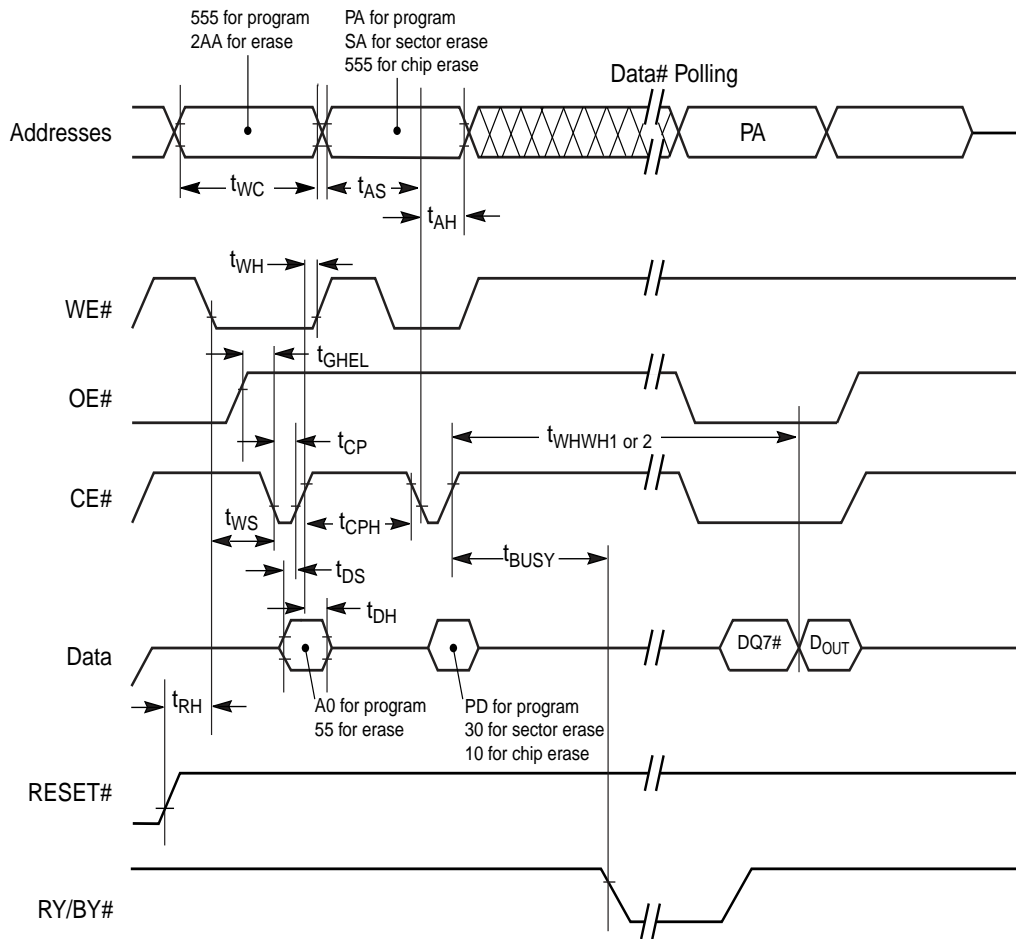 555 for program
2AA for erase
PA for program
SA for sector erase
555 for chip erase
Data# Polling
Addresses
PA
tWC
tAS
tAH
tWH
WE#
tGHEL
OE#
tCP
tWHWH1 or 2
CE#
tWS
tCPH
tBUSY
tDS
tDH
Data
DQ7#
DOUT
tRH
A0 for program
55 for erase
PD for program
30 for sector erase
10 for chip erase
RESET#
RY/BY#